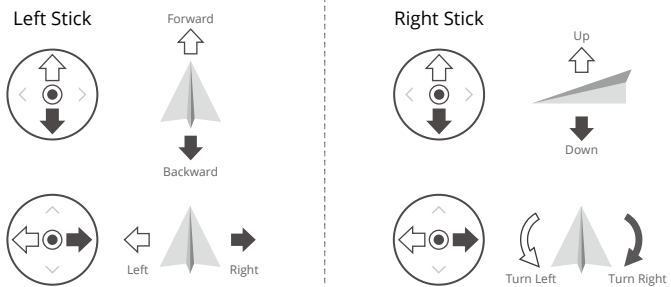 Left Stick
Forward
Backward
Left
Right
Right Stick
Up
Down
Turn Left
Turn Right